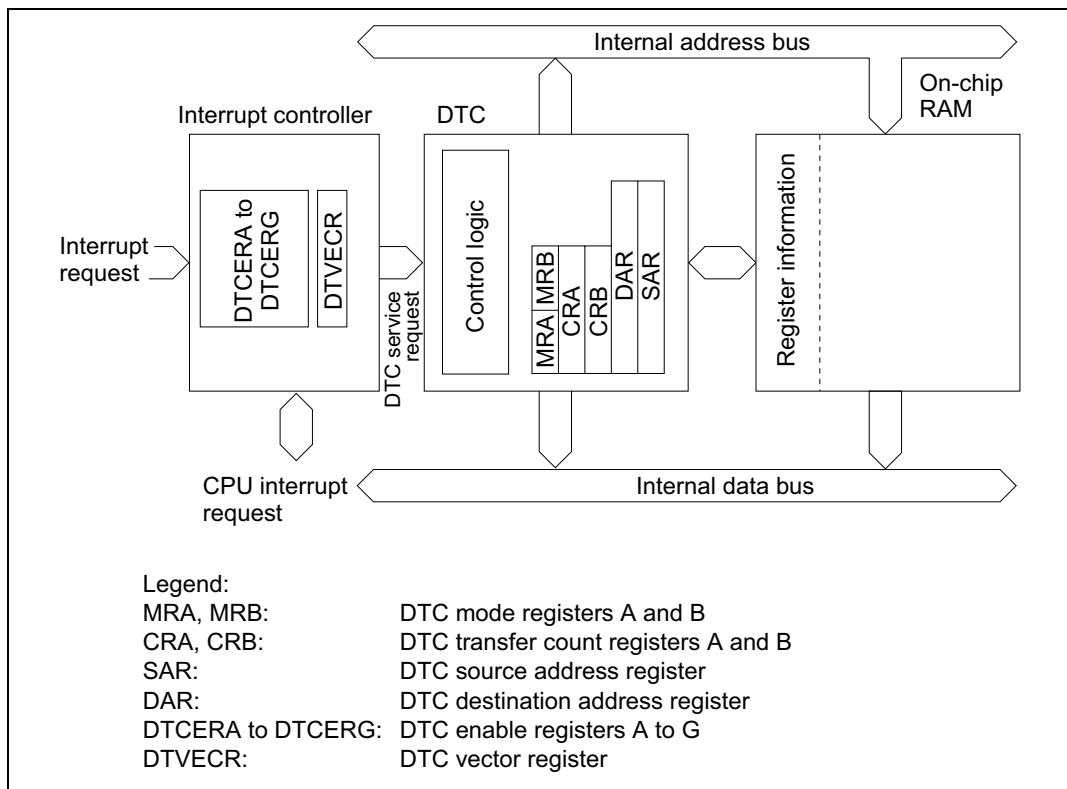 Internal address bus
On-chip
RAM
Interrupt controller
DTC
Interrupt
request
DTCERA to
DTCERG
DTVECR
DTC service
request
Control logic
MRA
MRB
CRA
CRB
DAR
SAR
Register information
CPU interrupt
request
Internal data bus
Legend:
MRA, MRB: DTC mode registers A and B
CRA, CRB: DTC transfer count registers A and B
SAR: DTC source address register
DAR: DTC destination address register
DTCERA to DTCERG: DTC enable registers A to G
DTVECR: DTC vector register